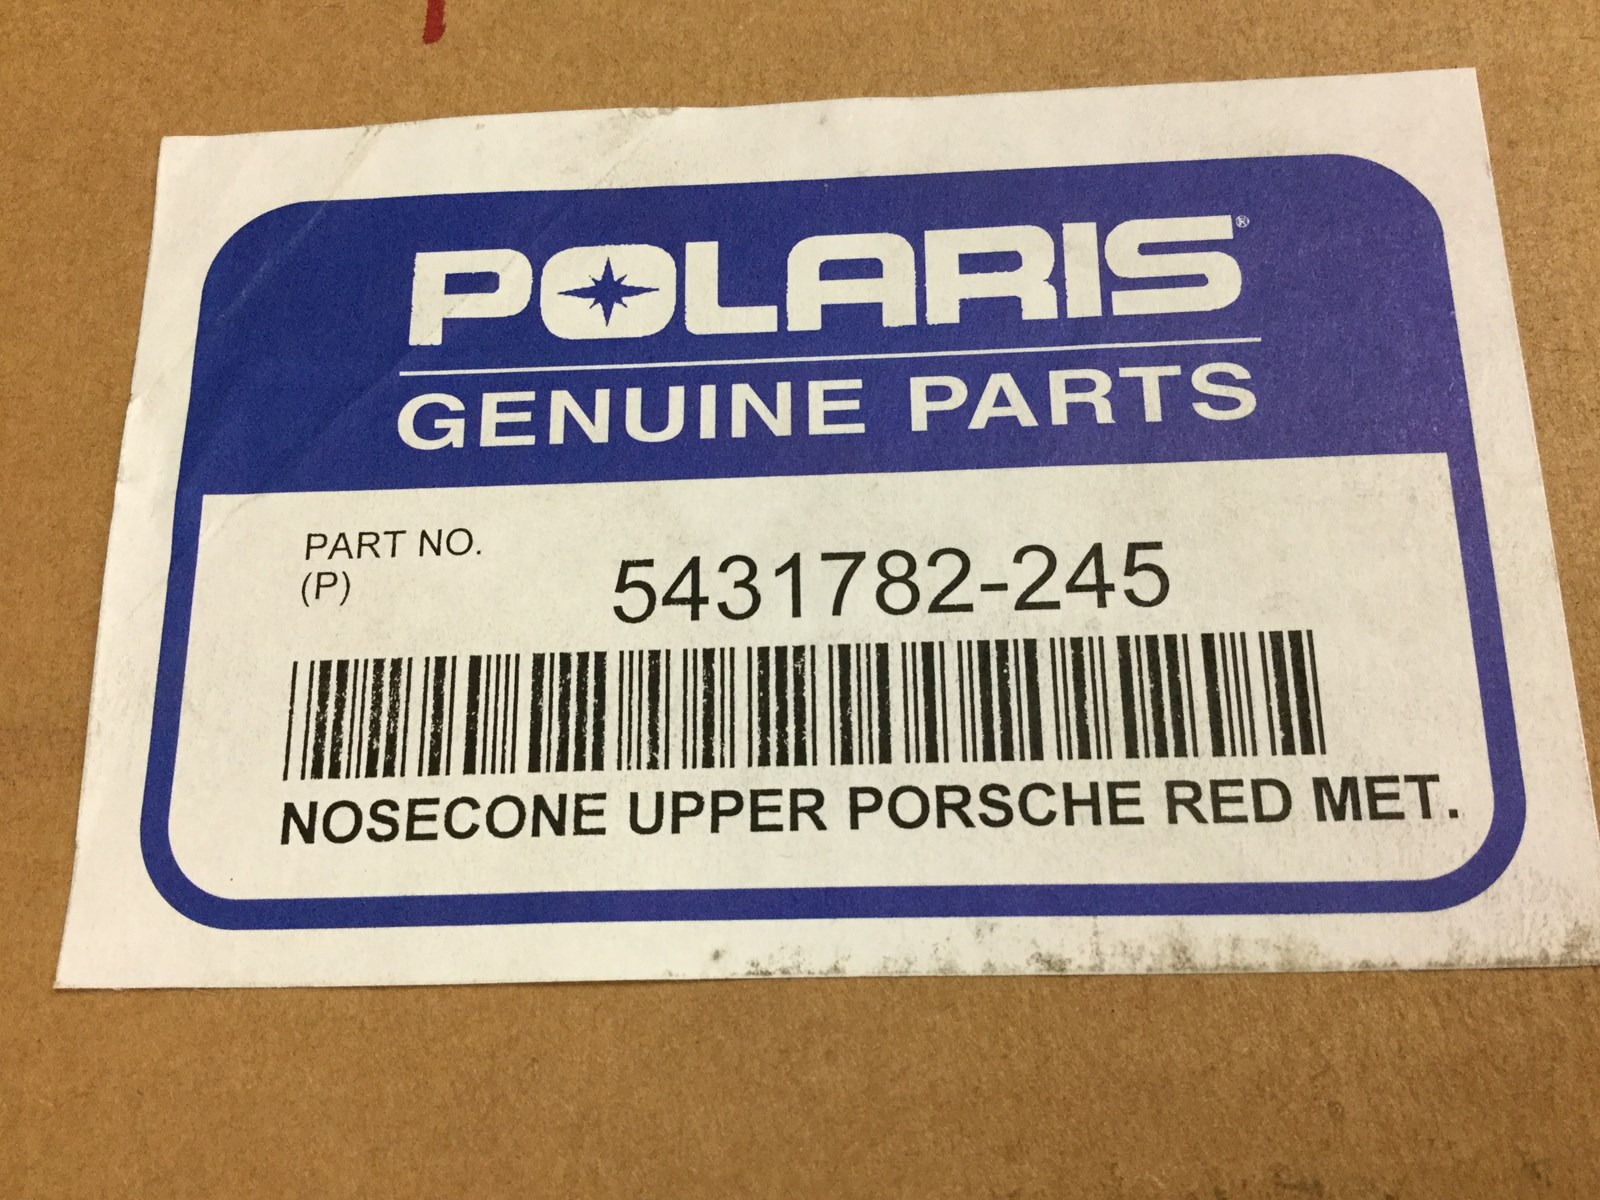 POLARIS®
GENUINE PARTS
PART NO.
(P)
5431782-245
NOSECONE UPPER PORSCHE RED MET.